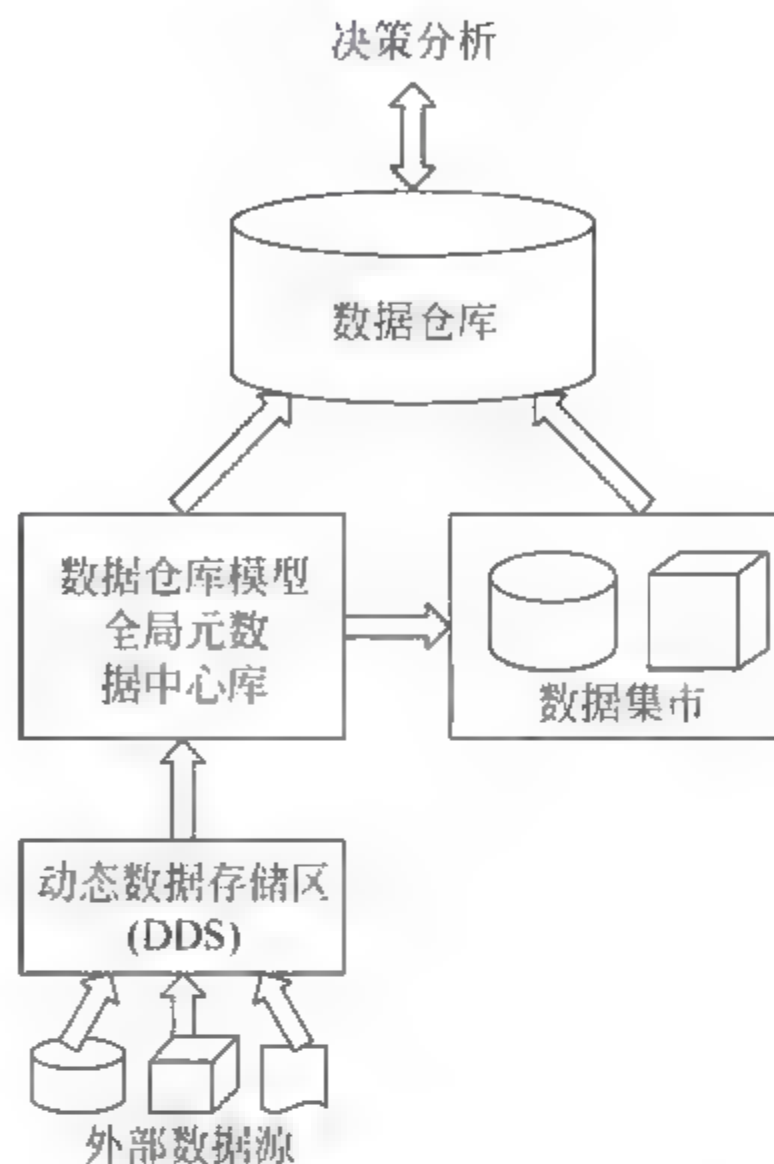 决策分析
数据仓库
数据仓库模型
全局元数
据中心库
数据集市
动态数据存储区
(DDS)
外部数据源